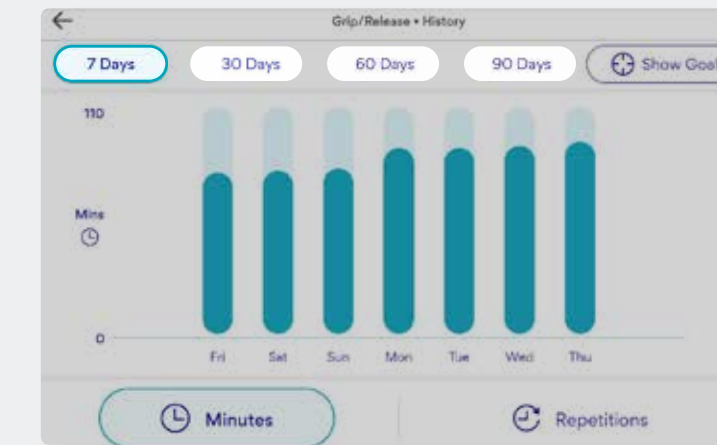 Grip/Release • History
7 Days 30 Days 60 Days 90 Days Show Goal
110
Mins
0
Fri Sat Sun Mon Tue Wed Thu
Minutes Repetitions